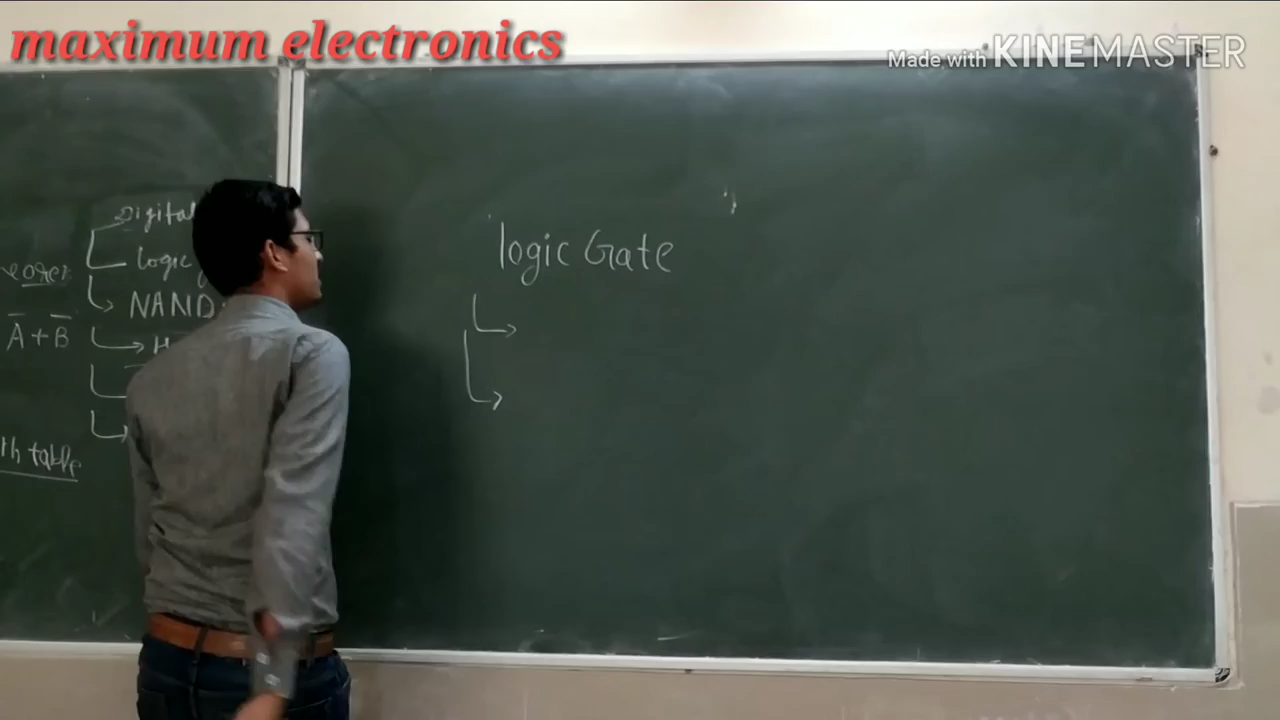 maximum electronics
Made with KINEMASTER
Digital
logic
NAND
A̅ + B̅
th table
logic Gate